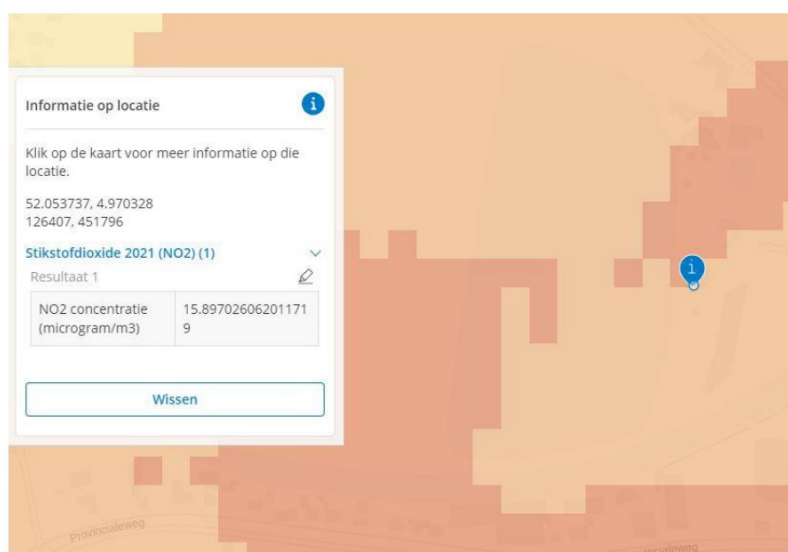 Informatie op locatie
Klik op de kaart voor meer informatie op die
locatie.
52.053737, 4.970328
126407, 451796
Stikstofdioxide 2021 (NO2) (1)
Resultaat 1
NO2 concentratie
(microgram/m3)
15.89702606201171
9
Wissen
Provincialeweg
Provincialeweg